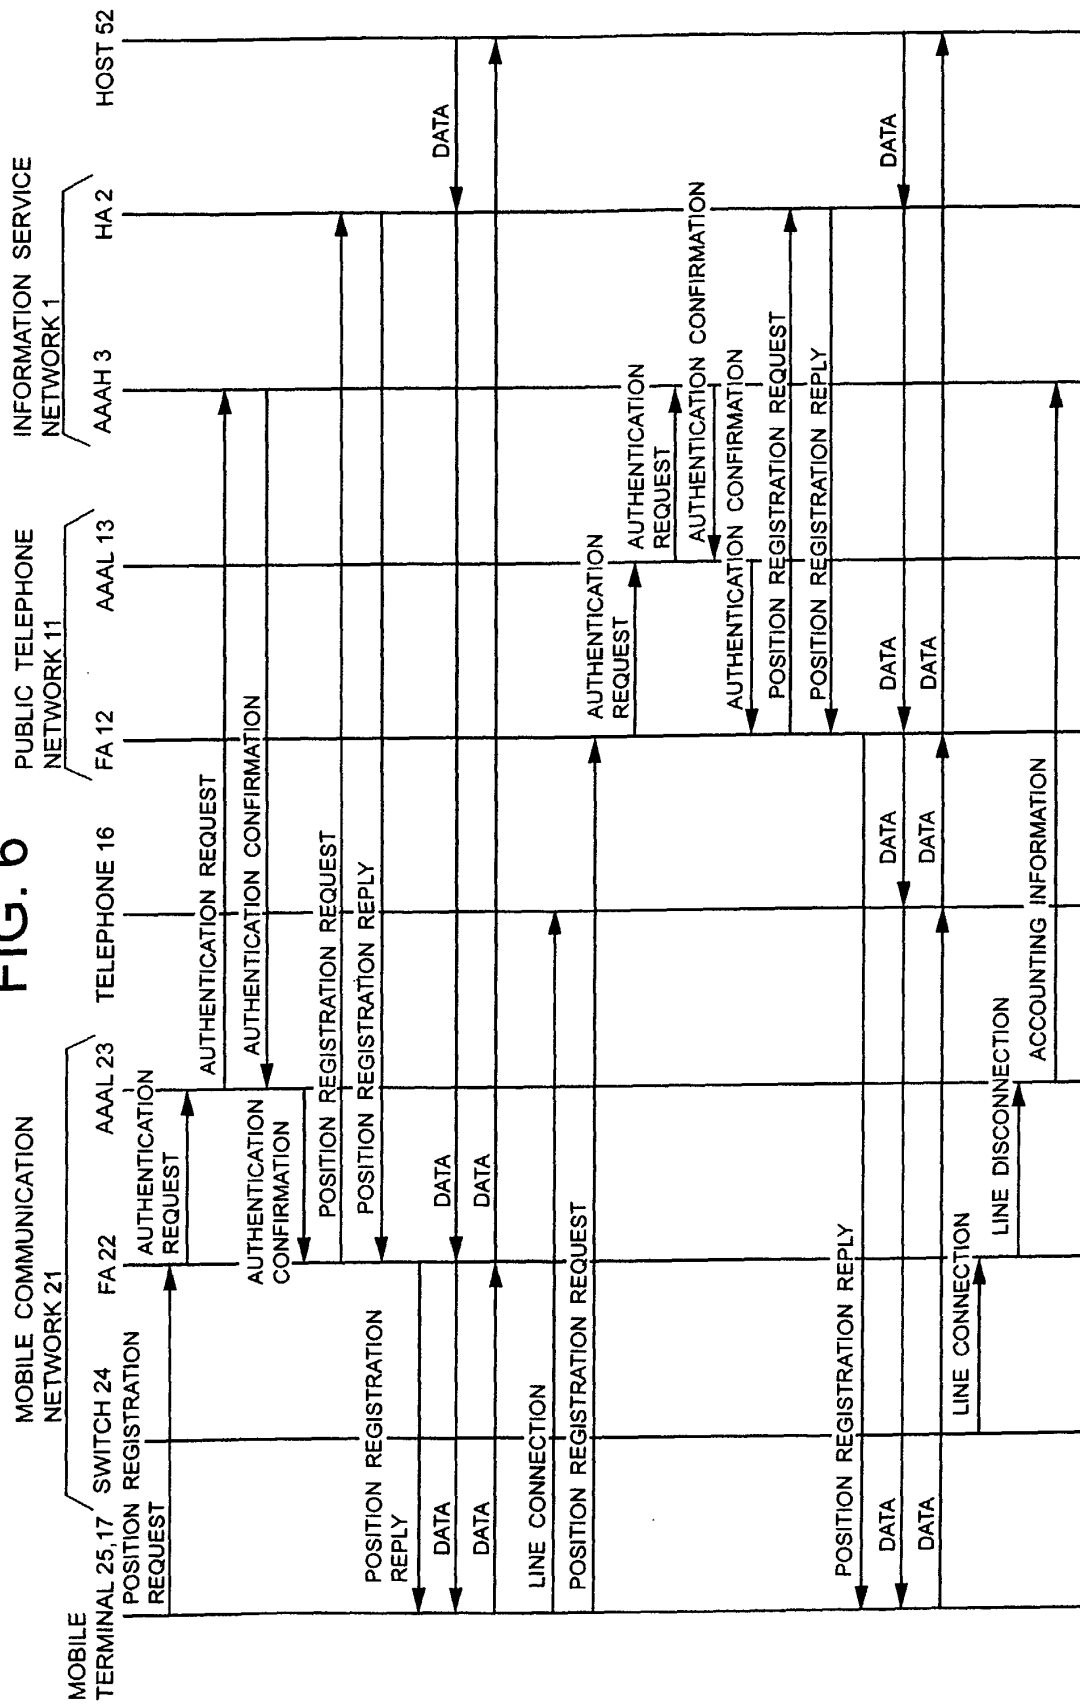 FIG. 6
MOBILE
TERMINAL 25,17
MOBILE COMMUNICATION
NETWORK 21
SWITCH 24
FA 22
AAAL 23
TELEPHONE 16
PUBLIC TELEPHONE
NETWORK 11
FA 12
AAAL 13
INFORMATION SERVICE
NETWORK 1
AAAH 3
HA 2
HOST 52
POSITION REGISTRATION
REQUEST
AUTHENTICATION
REQUEST
AUTHENTICATION REQUEST
AUTHENTICATION CONFIRMATION
AUTHENTICATION
CONFIRMATION
POSITION REGISTRATION REQUEST
POSITION REGISTRATION REPLY
POSITION REGISTRATION
REPLY
DATA
DATA
DATA
DATA
DATA
LINE CONNECTION
POSITION REGISTRATION REQUEST
AUTHENTICATION
REQUEST
AUTHENTICATION
REQUEST
AUTHENTICATION CONFIRMATION
AUTHENTICATION CONFIRMATION
POSITION REGISTRATION REQUEST
POSITION REGISTRATION REPLY
POSITION REGISTRATION REPLY
DATA
DATA
DATA
DATA
DATA
DATA
DATA
LINE CONNECTION
LINE DISCONNECTION
ACCOUNTING INFORMATION